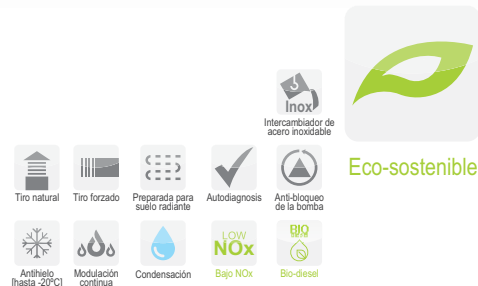 Inox
Intercambiador de
acero inoxidable
Eco-sostenible
Tiro natural
Tiro forzado
Preparada para
suelo radiante
Autodiagnosis
Anti-bloqueo
de la bomba
LOW
NOx
BIO
Antihielo
[hasta -20ºC]
Modulación
continua
Condensación
Bajo NOx
Bio-diesel